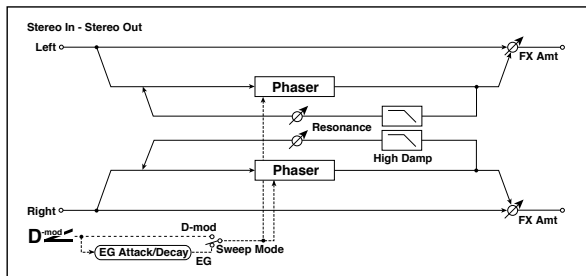 Stereo In - Stereo Out
Left
FX Amt
Phaser
Resonance
High Damp
Phaser
Right
FX Amt
D-mod
D-mod
EG Attack/Decay
EG
Sweep Mode